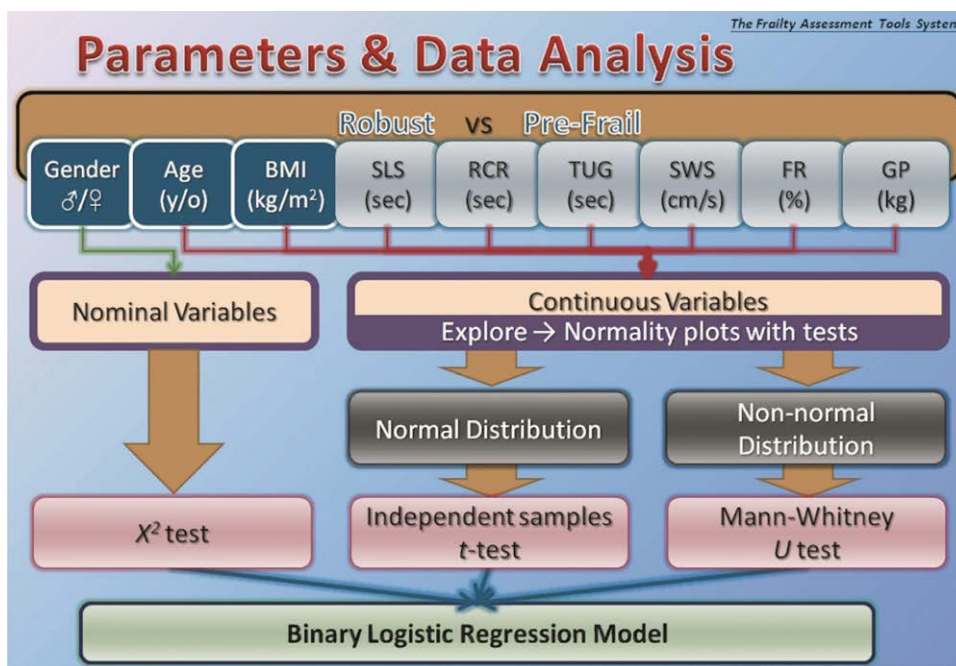 The Frailty Assessment Tools System
Parameters & Data Analysis
Robust vs Pre-Frail
Gender
♂/♀
Age
(y/o)
BMI
(kg/m²)
SLS
(sec)
RCR
(sec)
TUG
(sec)
SWS
(cm/s)
FR
(%)
GP
(kg)
Nominal Variables
Continuous Variables
Explore → Normality plots with tests
Normal Distribution
Non-normal
Distribution
X² test
Independent samples
t-test
Mann-Whitney
U test
Binary Logistic Regression Model